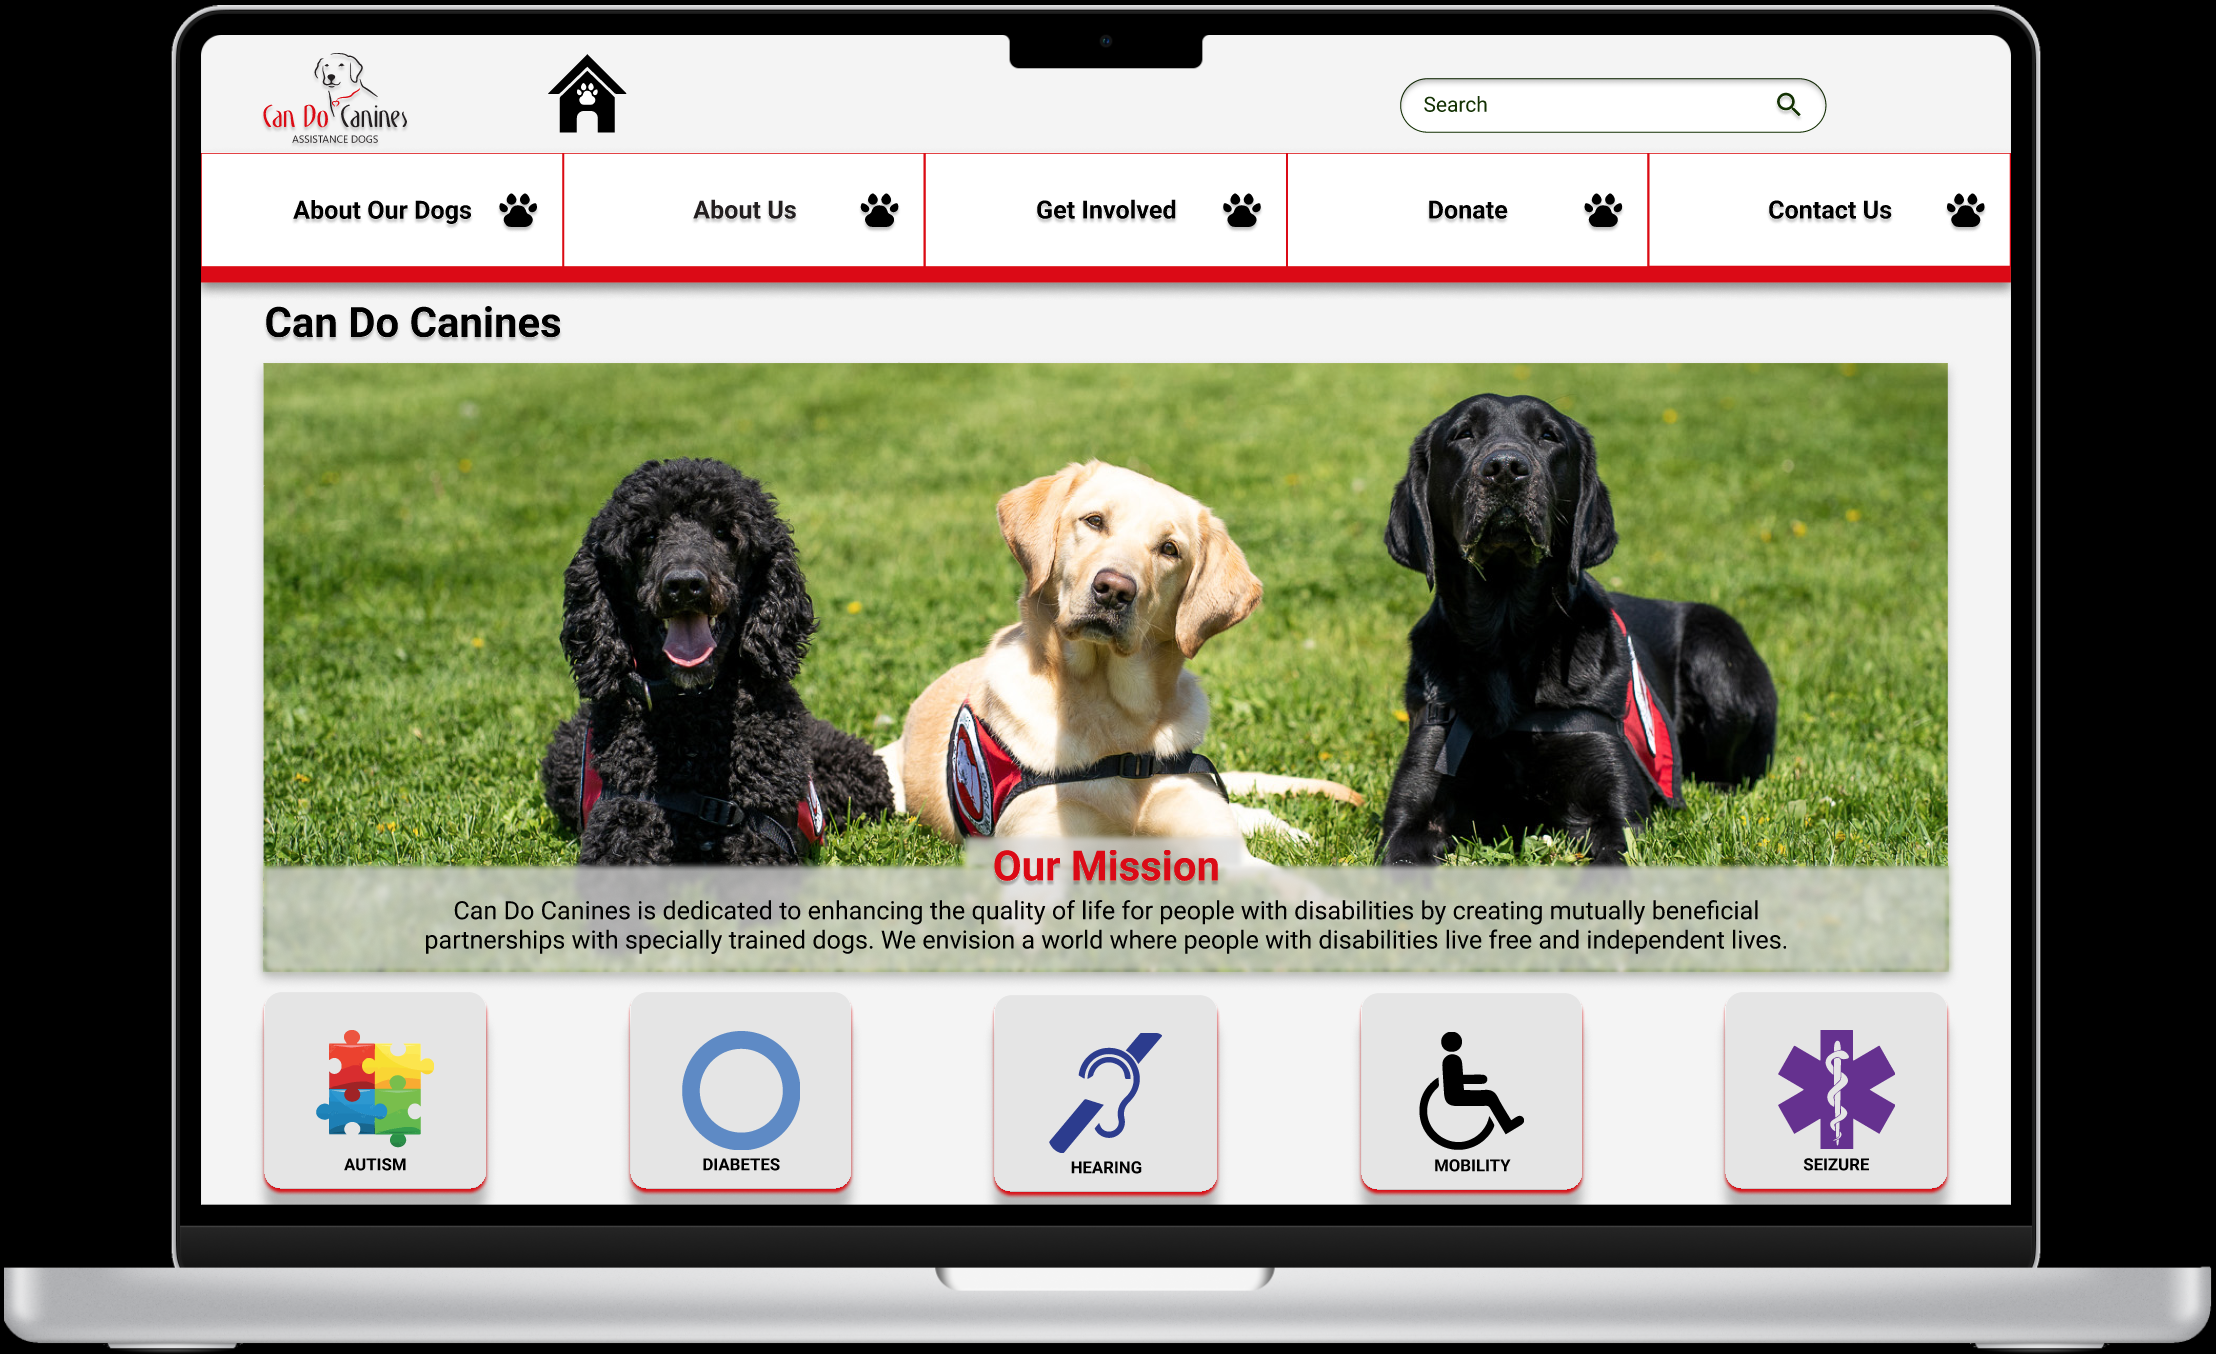 Can Do Canines
ASSISTANCE DOGS
Search
About Our Dogs
About Us
Get Involved
Donate
Contact Us
Can Do Canines
Our Mission
Can Do Canines is dedicated to enhancing the quality of life for people with disabilities by creating mutually beneficial
partnerships with specially trained dogs. We envision a world where people with disabilities live free and independent lives.
AUTISM
DIABETES
HEARING
MOBILITY
SEIZURE